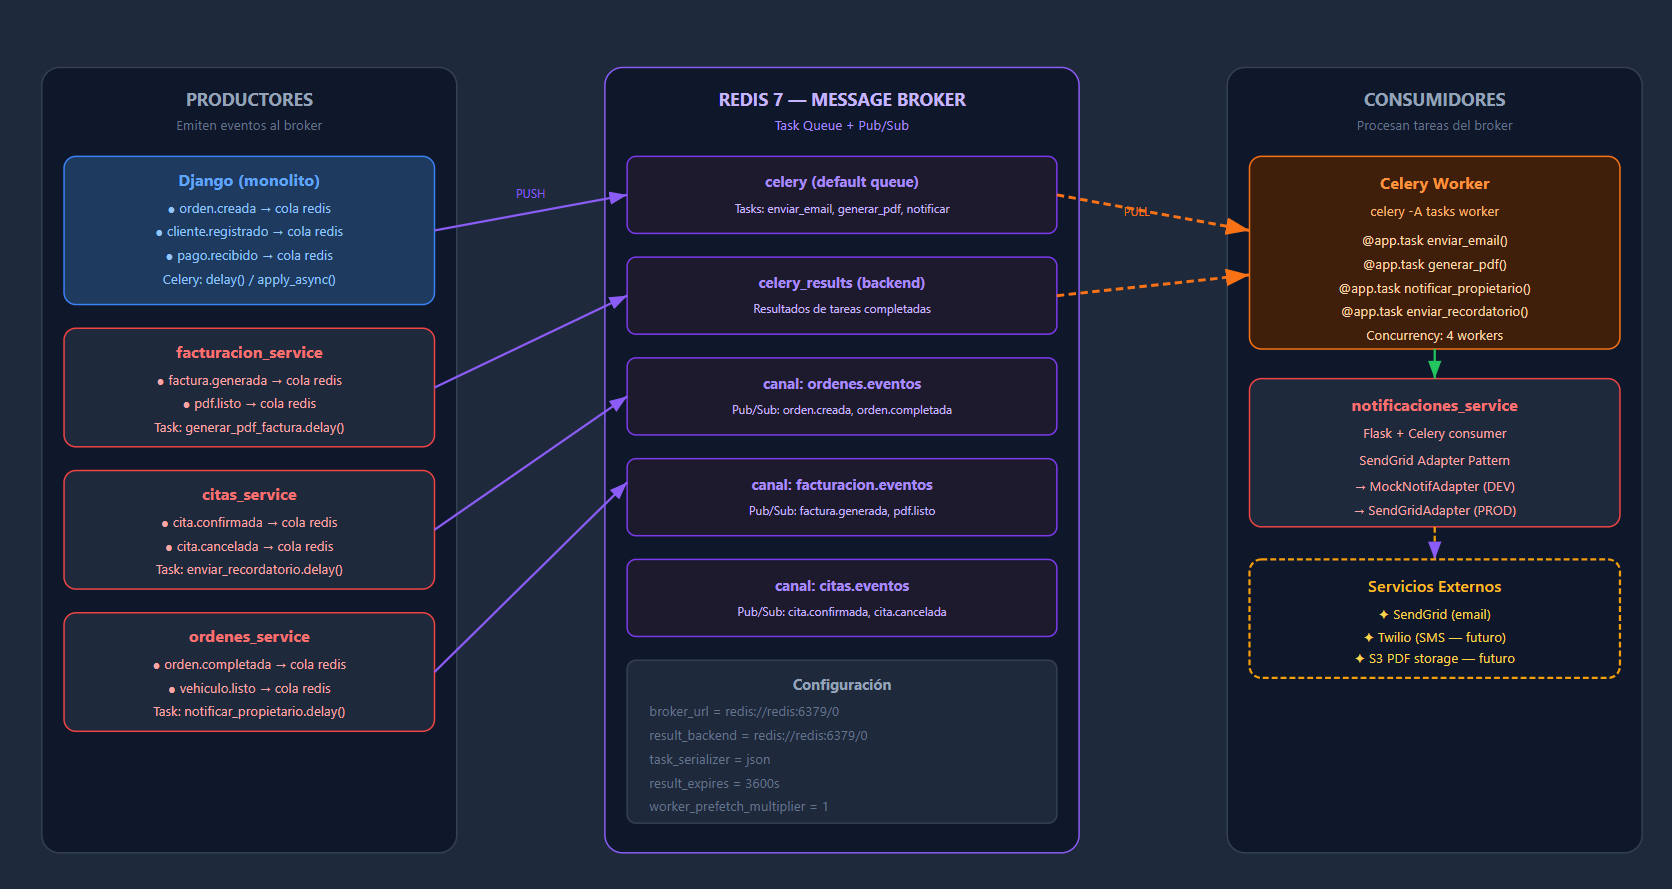 PRODUCTORES
Emiten eventos al broker
Django (monolito)
● orden.creada → cola redis
● cliente.registrado → cola redis
● pago.recibido → cola redis
Celery: delay() / apply_async()
facturacion_service
● factura.generada → cola redis
● pdf.listo → cola redis
Task: generar_pdf_factura.delay()
citas_service
● cita.confirmada → cola redis
● cita.cancelada → cola redis
Task: enviar_recordatorio.delay()
ordenes_service
● orden.completada → cola redis
● vehiculo.listo → cola redis
Task: notificar_propietario.delay()
PUSH
REDIS 7 — MESSAGE BROKER
Task Queue + Pub/Sub
celery (default queue)
Tasks: enviar_email, generar_pdf, notificar
celery_results (backend)
Resultados de tareas completadas
canal: ordenes.eventos
Pub/Sub: orden.creada, orden.completada
canal: facturacion.eventos
Pub/Sub: factura.generada, pdf.listo
canal: citas.eventos
Pub/Sub: cita.confirmada, cita.cancelada
Configuración
broker_url = redis://redis:6379/0
result_backend = redis://redis:6379/0
task_serializer = json
result_expires = 3600s
worker_prefetch_multiplier = 1
PULL
CONSUMIDORES
Procesan tareas del broker
Celery Worker
celery -A tasks worker
@app.task enviar_email()
@app.task generar_pdf()
@app.task notificar_propietario()
@app.task enviar_recordatorio()
Concurrency: 4 workers
notificaciones_service
Flask + Celery consumer
SendGrid Adapter Pattern
→ MockNotifAdapter (DEV)
→ SendGridAdapter (PROD)
Servicios Externos
✦ SendGrid (email)
✦ Twilio (SMS — futuro)
✦ S3 PDF storage — futuro